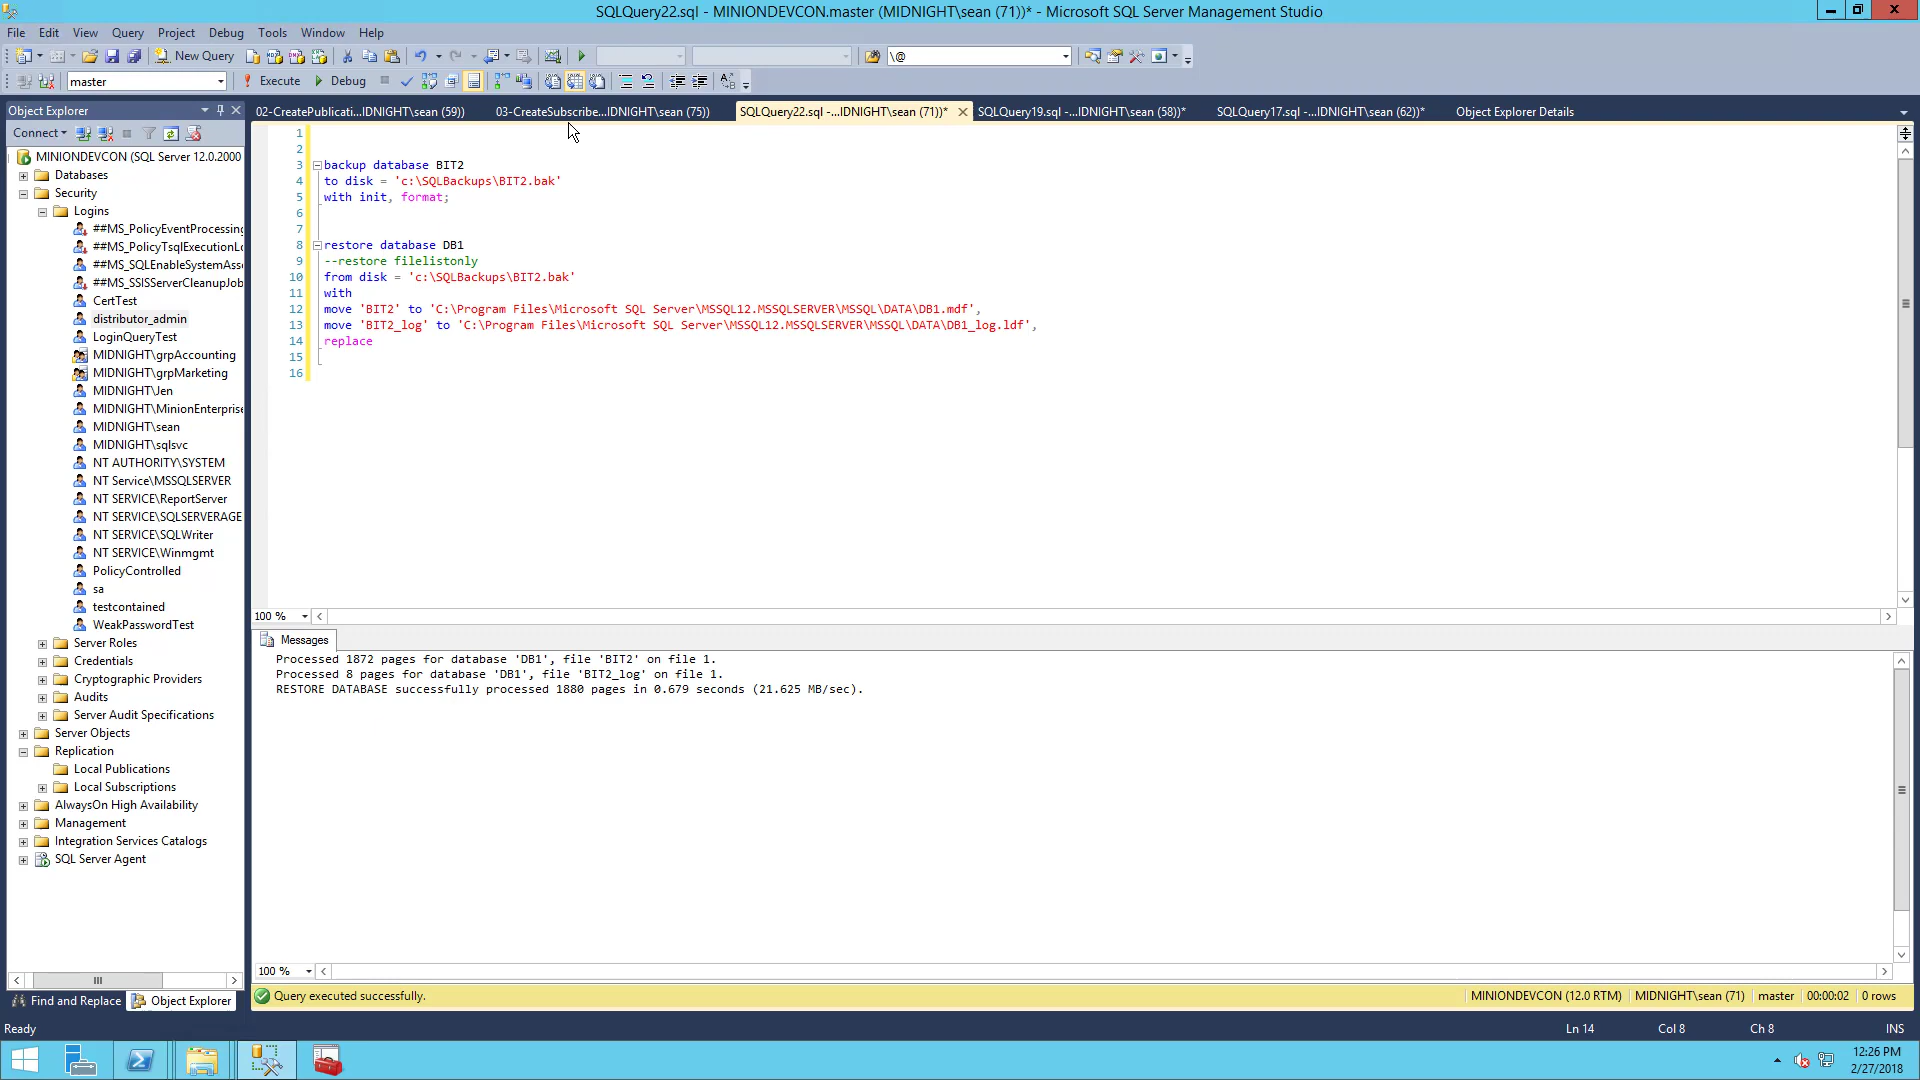 SQLQuery22.sql - MINIONDEVCON.master (MIDNIGHT\sean (71))* - Microsoft SQL Server Management Studio
File Edit View Query Project Debug Tools Window Help
New Query \@
master Execute Debug
Object Explorer
02-CreatePublicati...IDNIGHT\sean (59)) 03-CreateSubscribe...IDNIGHT\sean (75)) SQLQuery22.sql -...IDNIGHT\sean (71))* SQLQuery19.sql -...IDNIGHT\sean (58))* SQLQuery17.sql -...IDNIGHT\sean (62))* Object Explorer Details
Connect
MINIONDEVCON (SQL Server 12.0.2000
Databases
Security
Logins
##MS_PolicyEventProcessing
##MS_PolicyTsqlExecutionLo
##MS_SQLEnableSystemAss
##MS_SSISServerCleanupJob
CertTest
distributor_admin
LoginQueryTest
MIDNIGHT\grpAccounting
MIDNIGHT\grpMarketing
MIDNIGHT\Jen
MIDNIGHT\MinionEnterprise
MIDNIGHT\sean
MIDNIGHT\sqlsvc
NT AUTHORITY\SYSTEM
NT Service\MSSQLSERVER
NT SERVICE\ReportServer
NT SERVICE\SQLSERVERAGE
NT SERVICE\SQLWriter
NT SERVICE\Winmgmt
PolicyControlled
sa
testcontained
WeakPasswordTest
Server Roles
Credentials
Cryptographic Providers
Audits
Server Audit Specifications
Server Objects
Replication
Local Publications
Local Subscriptions
AlwaysOn High Availability
Management
Integration Services Catalogs
SQL Server Agent
Find and Replace Object Explorer
1
2
3 backup database BIT2
4 to disk = 'c:\SQLBackups\BIT2.bak'
5 with init, format;
6
7
8 restore database DB1
9 --restore filelistonly
10 from disk = 'c:\SQLBackups\BIT2.bak'
11 with
12 move 'BIT2' to 'C:\Program Files\Microsoft SQL Server\MSSQL12.MSSQLSERVER\MSSQL\DATA\DB1.mdf',
13 move 'BIT2_log' to 'C:\Program Files\Microsoft SQL Server\MSSQL12.MSSQLSERVER\MSSQL\DATA\DB1_log.ldf',
14 replace
15
16
100 %
Messages
Processed 1872 pages for database 'DB1', file 'BIT2' on file 1.
Processed 8 pages for database 'DB1', file 'BIT2_log' on file 1.
RESTORE DATABASE successfully processed 1880 pages in 0.679 seconds (21.625 MB/sec).
100 %
Query executed successfully. MINIONDEVCON (12.0 RTM) MIDNIGHT\sean (71) master 00:00:02 0 rows
Ready Ln 14 Col 8 Ch 8 INS
12:26 PM
2/27/2018